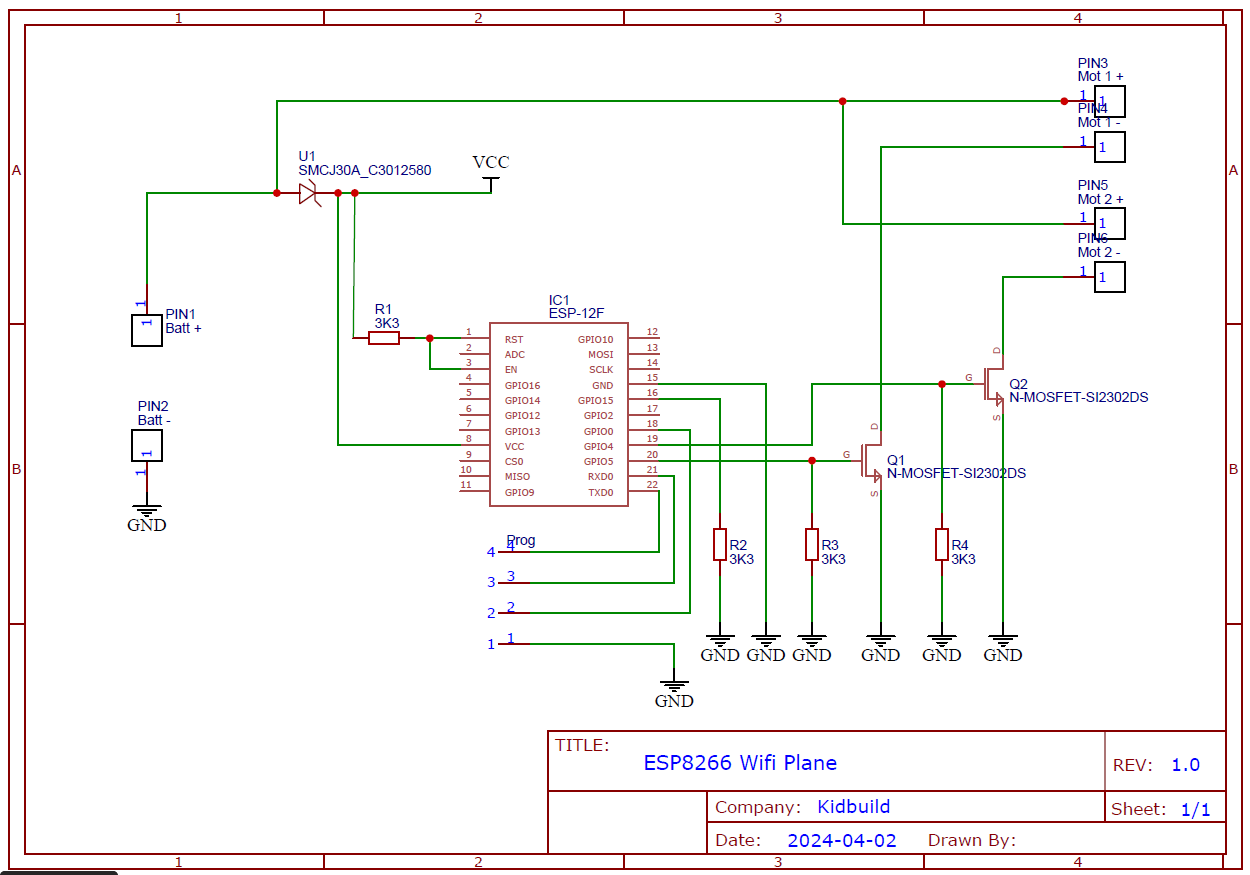 1 2 3 4
A A
B B
PIN3
Mot 1 +
1 1
PIN4
Mot 1 -
1 1
PIN5
Mot 2 +
1 1
PIN6
Mot 2 -
1 1
U1
SMCJ30A_C3012580
VCC
1
1
PIN1
Batt +
PIN2
Batt -
1
1
GND
R1
3K3
IC1
ESP-12F
1 RST GPIO10 12
2 ADC MOSI 13
3 EN SCLK 14
4 GPIO16 GND 15
5 GPIO14 GPIO15 16
6 GPIO12 GPIO2 17
7 GPIO13 GPIO0 18
8 VCC GPIO4 19
9 CS0 GPIO5 20
10 MISO RXD0 21
11 GPIO9 TXD0 22
D
G
S
Q2
N-MOSFET-SI2302DS
D
G
S
Q1
N-MOSFET-SI2302DS
Prog
4 4
3 3
2 2
1 1
R2
3K3
R3
3K3
R4
3K3
GND GND GND GND GND GND
GND
TITLE:
ESP8266 Wifi Plane
REV: 1.0
Company: Kidbuild
Sheet: 1/1
Date: 2024-04-02 Drawn By:
1 2 3 4